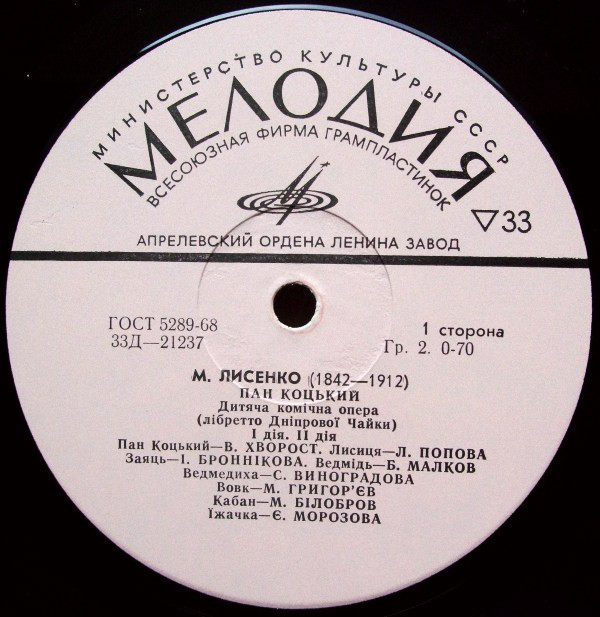 МИНИСТЕРСТВО КУЛЬТУРЫ СССР
МЕЛОДИЯ
ВСЕСОЮЗНАЯ ФИРМА ГРАМПЛАСТИНОК
▽33
АПРЕЛЕВСКИЙ ОРДЕНА ЛЕНИНА ЗАВОД
ГОСТ 5289-68
33Д—21237
1 сторона
Гр. 2. 0-70
М. ЛИСЕНКО (1842—1912)
ПАН КОЦЬКИЙ
Дитяча комічна опера
(лібретто Дніпрової Чайки)
І дія. ІІ дія
Пан Коцький—В. ХВОРОСТ. Лисиця—Л. ПОПОВА
Заяць—І. БРОННІКОВА. Ведмідь—Б. МАЛКОВ
Ведмедиха—С. ВИНОГРАДОВА
Вовк—М. ГРИГОР'ЄВ
Кабан—М. БІЛОБРОВ
Їжачка—Є. МОРОЗОВА